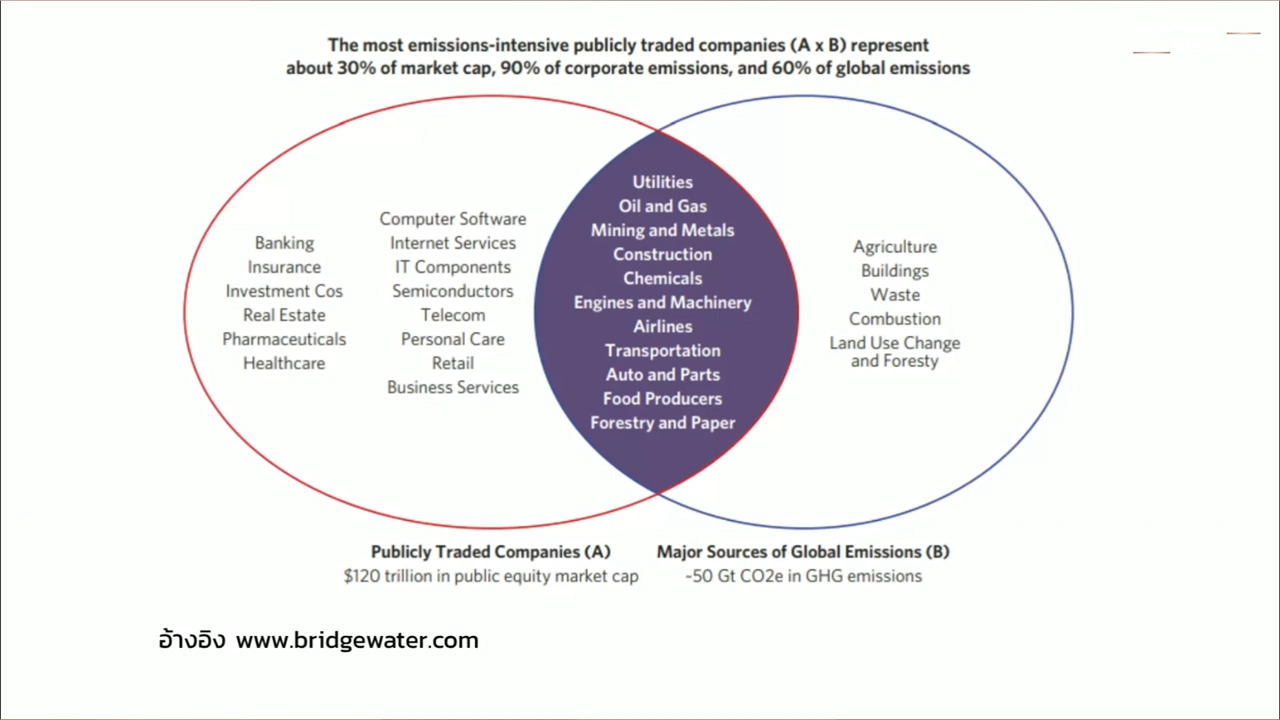 The most emissions-intensive publicly traded companies (A x B) represent
about 30% of market cap, 90% of corporate emissions, and 60% of global emissions
Banking
Insurance
Investment Cos
Real Estate
Pharmaceuticals
Healthcare
Computer Software
Internet Services
IT Components
Semiconductors
Telecom
Personal Care
Retail
Business Services
Utilities
Oil and Gas
Mining and Metals
Construction
Chemicals
Engines and Machinery
Airlines
Transportation
Auto and Parts
Food Producers
Forestry and Paper
Agriculture
Buildings
Waste
Combustion
Land Use Change
and Foresty
Publicly Traded Companies (A)
$120 trillion in public equity market cap
Major Sources of Global Emissions (B)
~50 Gt CO2e in GHG emissions
อ้างอิง www.bridgewater.com